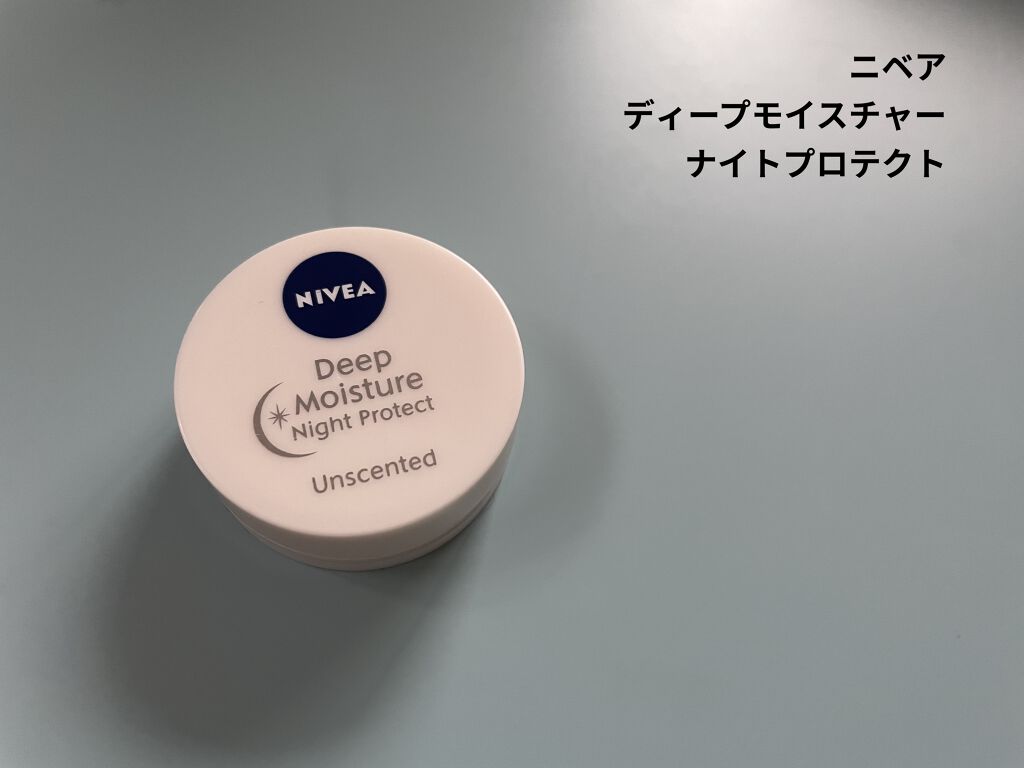 ニベア
ディープモイスチャー
ナイトプロテクト
NIVEA
Deep
Moisture
Night Protect
Unscented